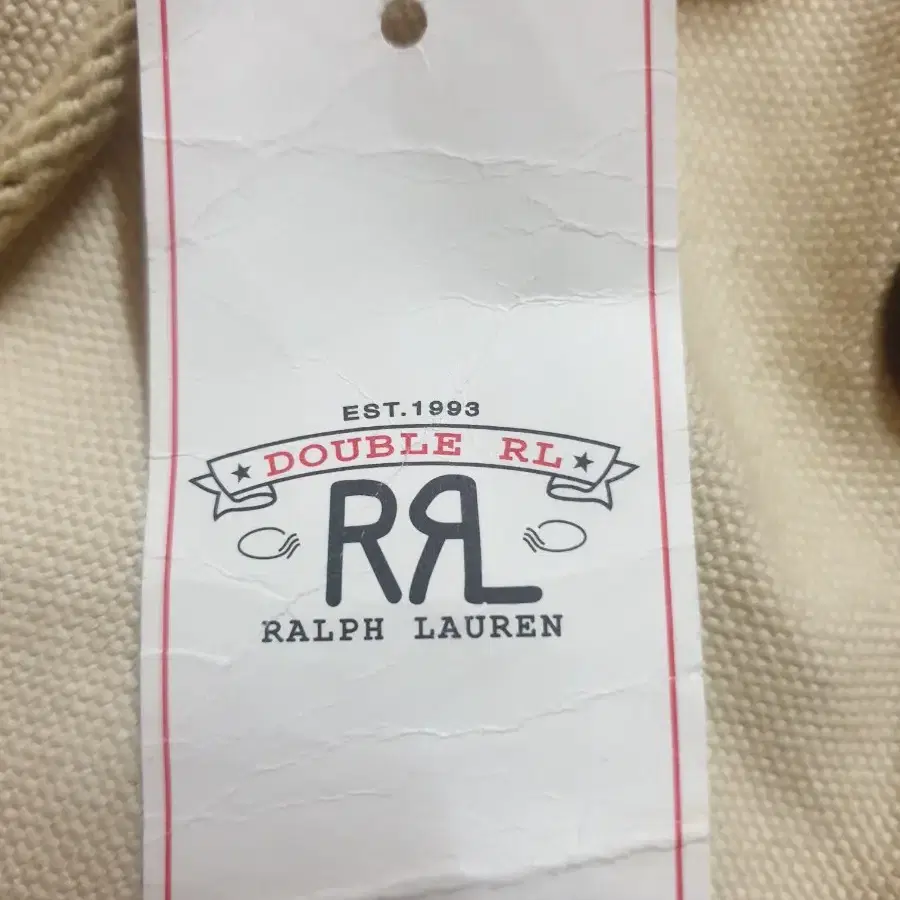 EST.1993
DOUBLE RL
RRL
RALPH LAUREN